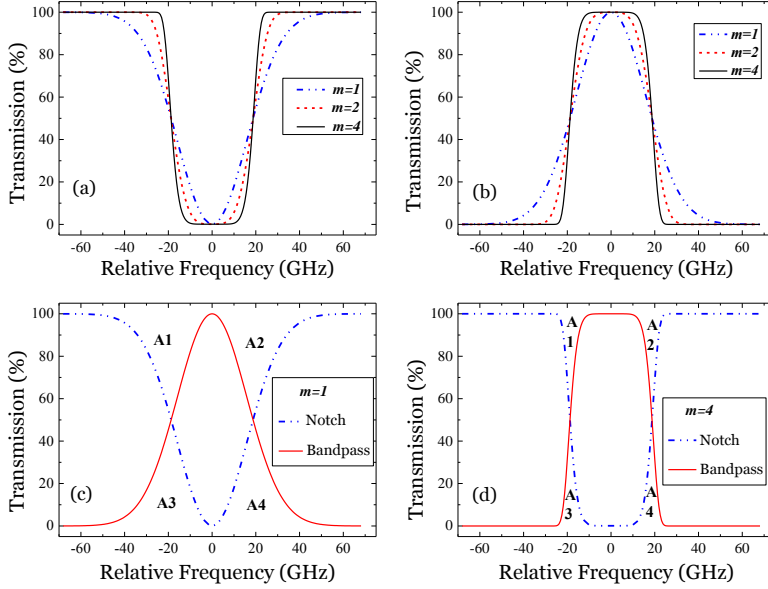 100
80
60
40
20
0
Transmission (%)
m=1
m=2
m=4
(a)
-60 -40 -20 0 20 40 60
Relative Frequency (GHz)
100
80
60
40
20
0
Transmission (%)
m=1
m=2
m=4
(b)
-60 -40 -20 0 20 40 60
Relative Frequency (GHz)
100
80
60
40
20
0
Transmission (%)
A1 A2
m=1
Notch
Bandpass
(c) A3 A4
-60 -40 -20 0 20 40 60
Relative Frequency (GHz)
100
80
60
40
20
0
Transmission (%)
A A
1 2
m=4
Notch
Bandpass
(d) A A
3 4
-60 -40 -20 0 20 40 60
Relative Frequency (GHz)